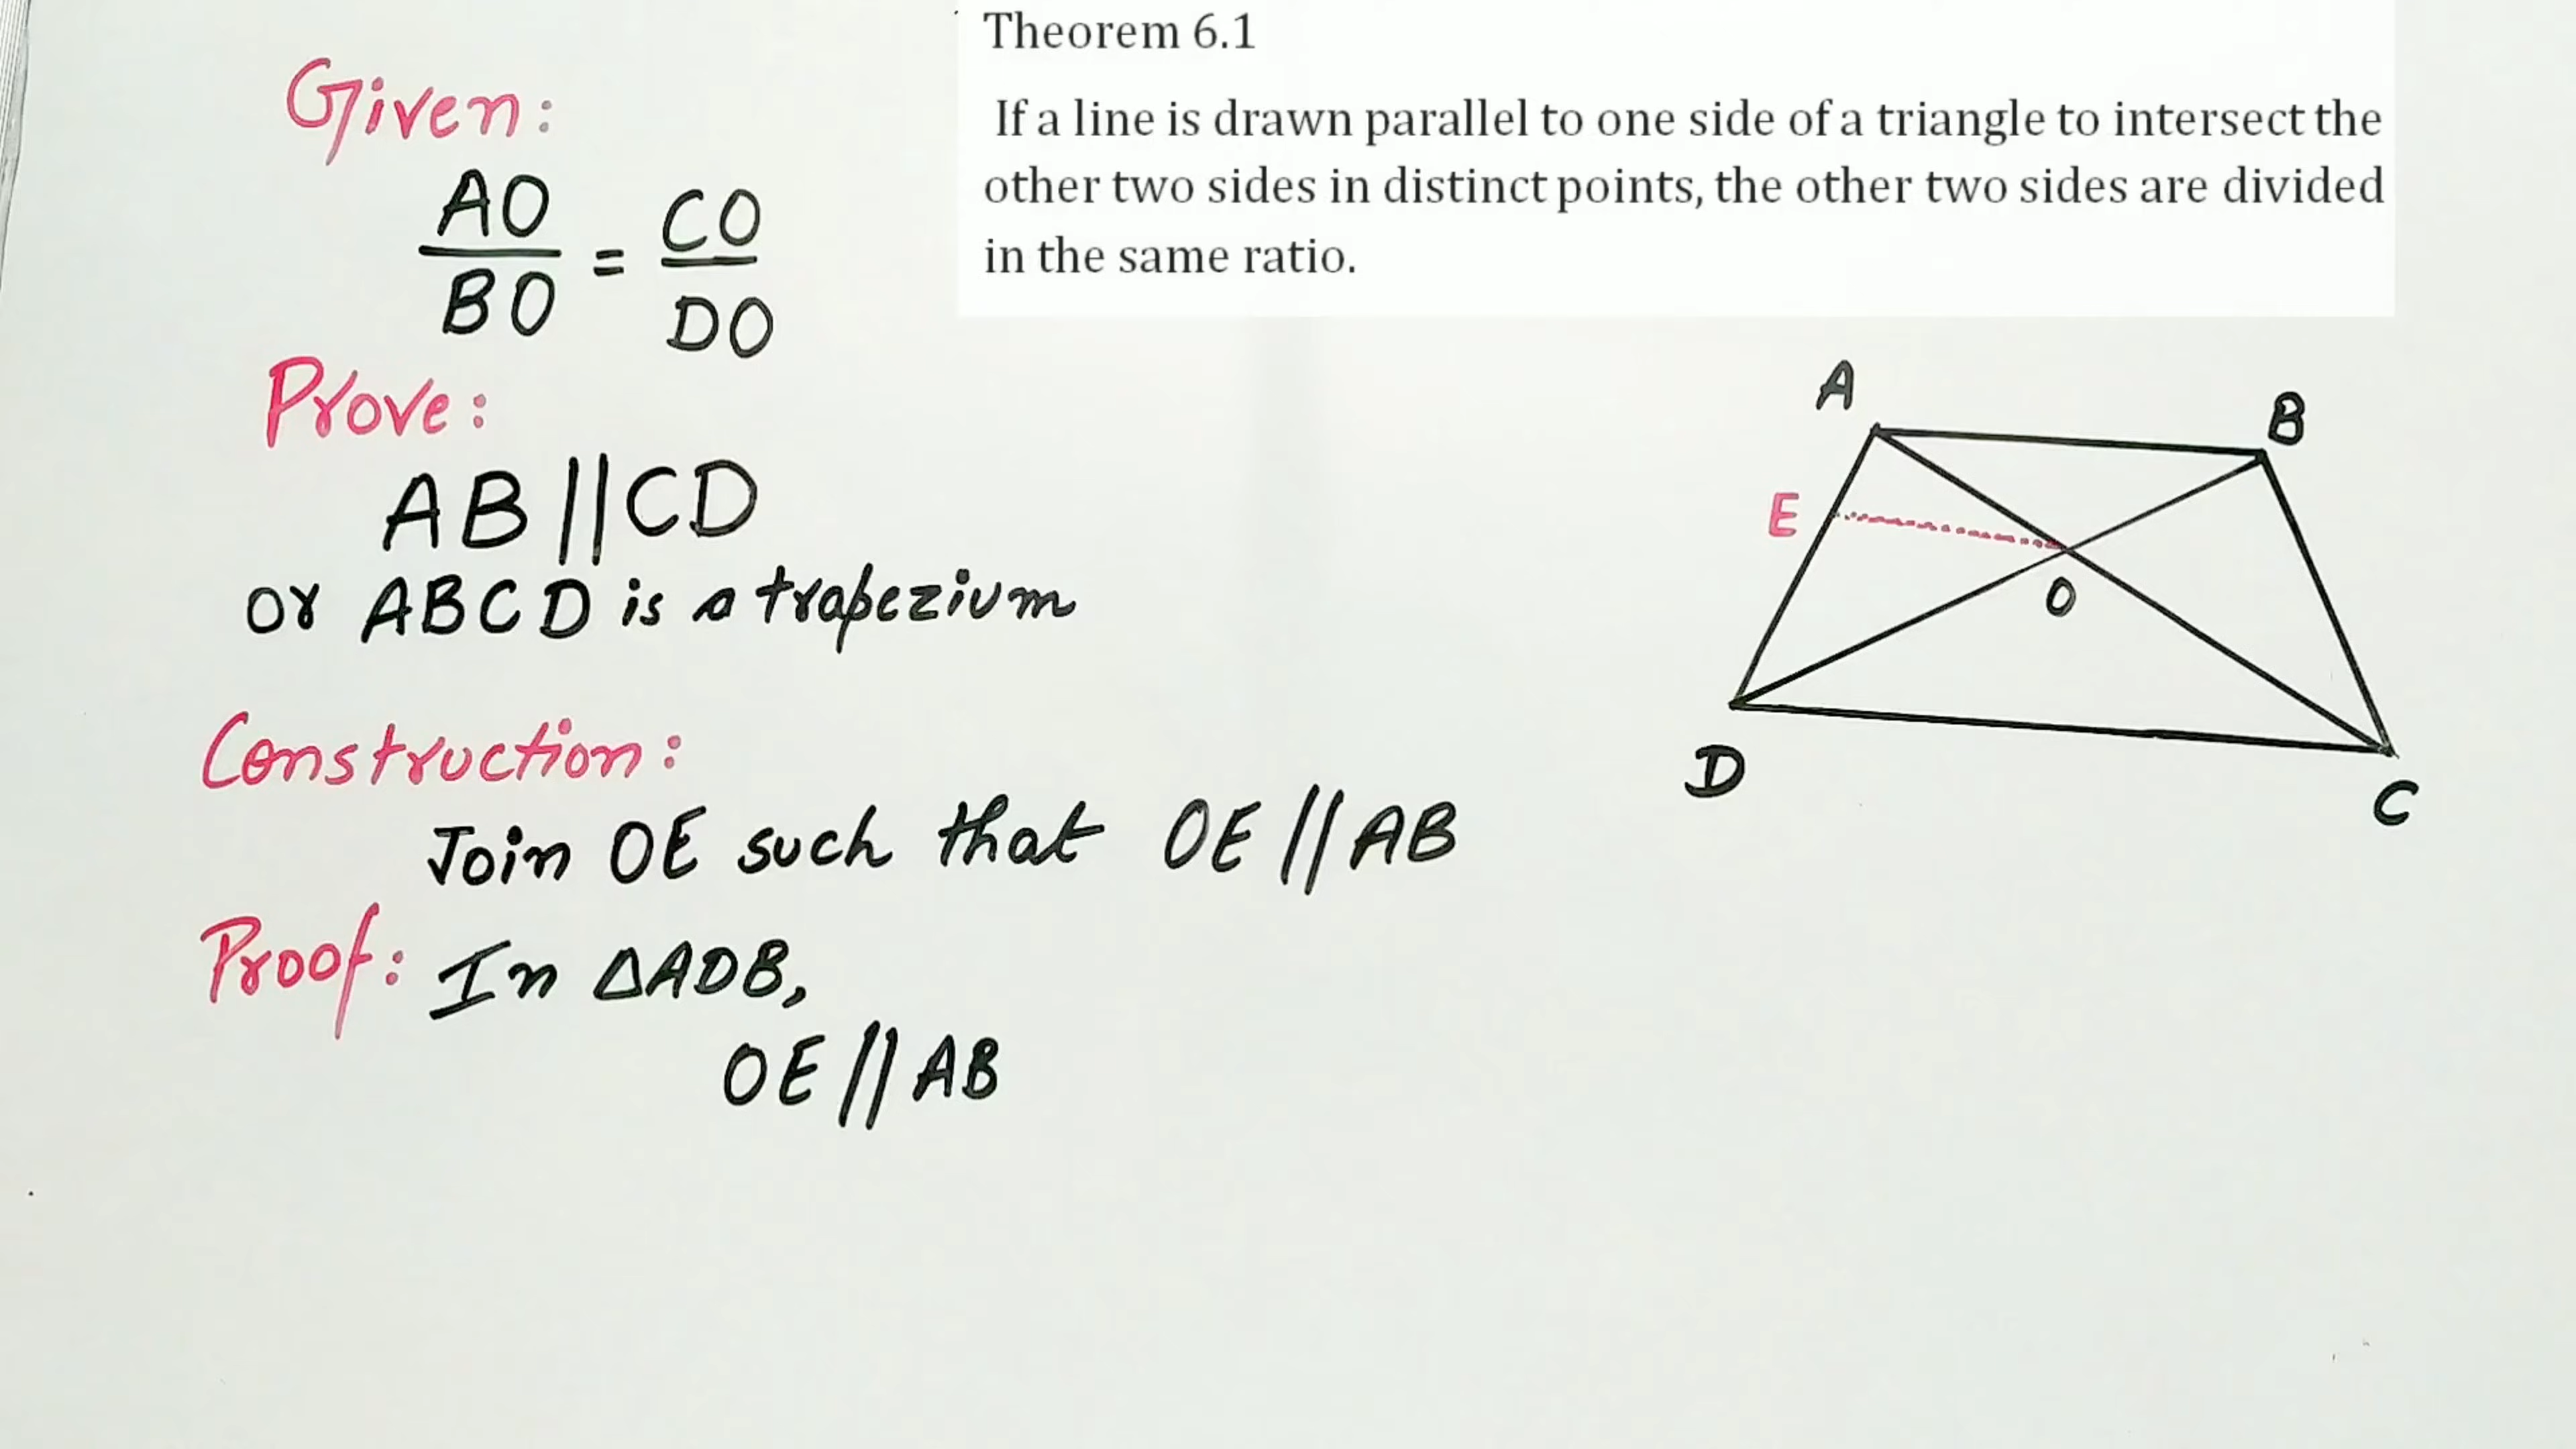 Theorem 6.1
If a line is drawn parallel to one side of a triangle to intersect the
other two sides in distinct points, the other two sides are divided
in the same ratio.
Given:
AO/BO = CO/DO
Prove:
AB || CD
or ABCD is a trapezium
Construction:
Join OE such that OE || AB
Proof: In △ADB,
OE || AB
A
B
E
O
D
C